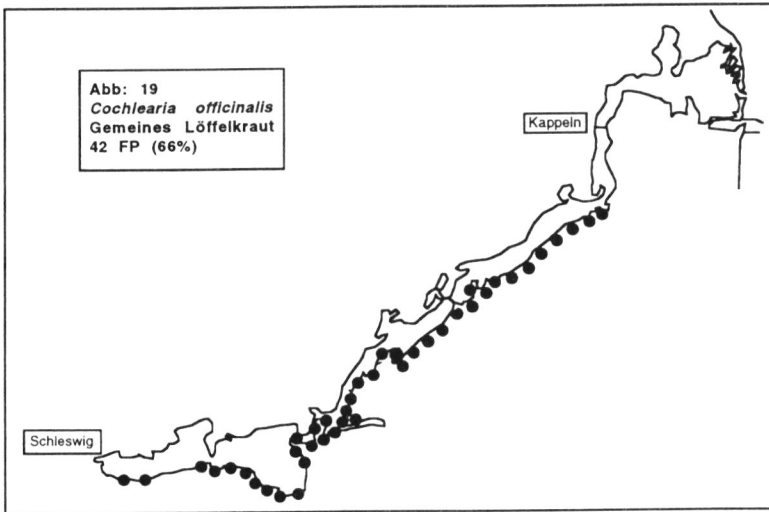 Abb: 19
Cochlearia officinalis
Gemeines Löffelkraut
42 FP (66%)
Kappeln
Schleswig